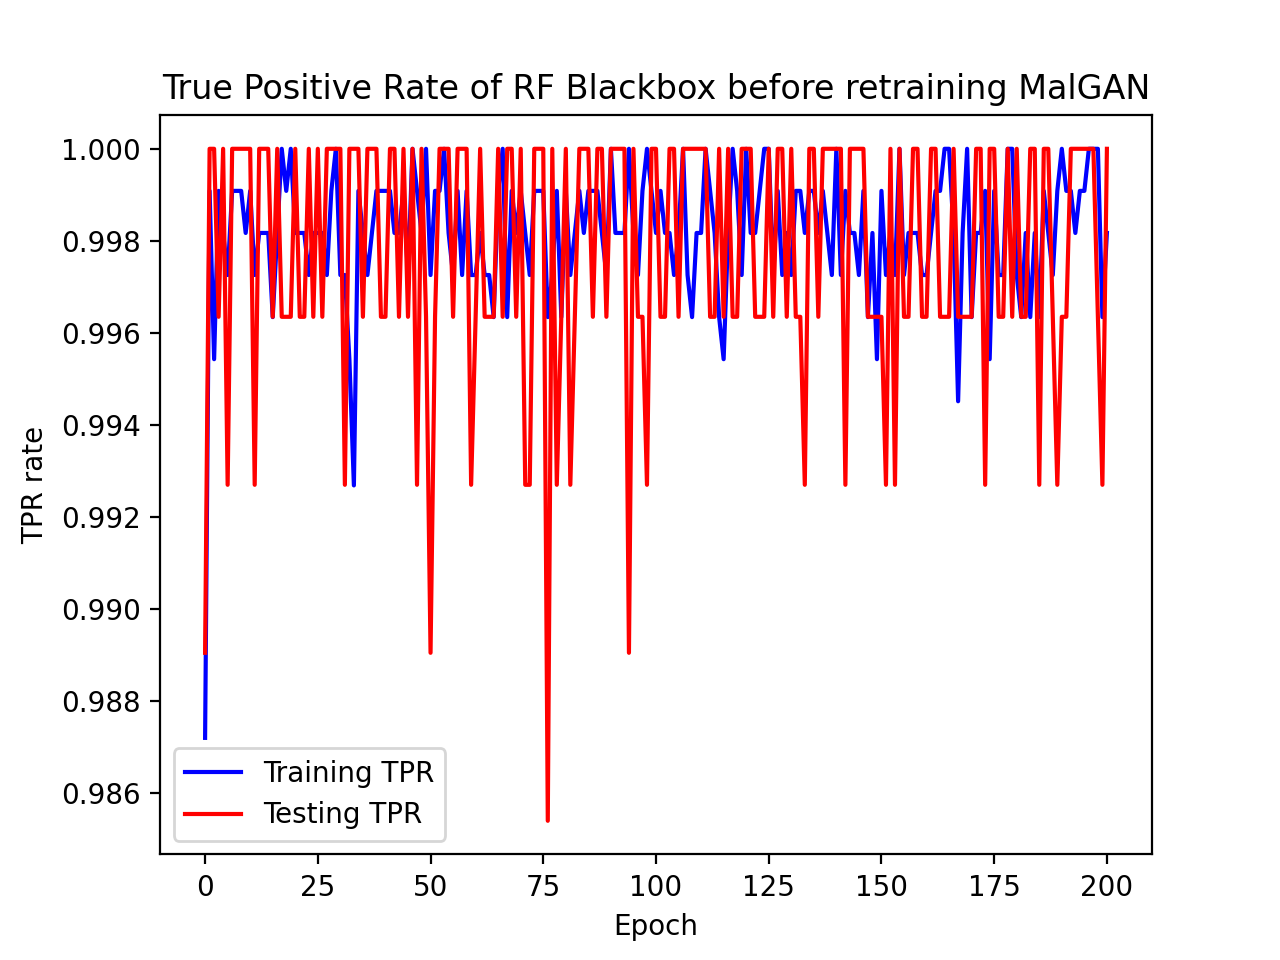 True Positive Rate of RF Blackbox before retraining MalGAN
1.000
0.998
0.996
0.994
0.992
0.990
0.988
0.986
TPR rate
Training TPR
Testing TPR
0 25 50 75 100 125 150 175 200
Epoch